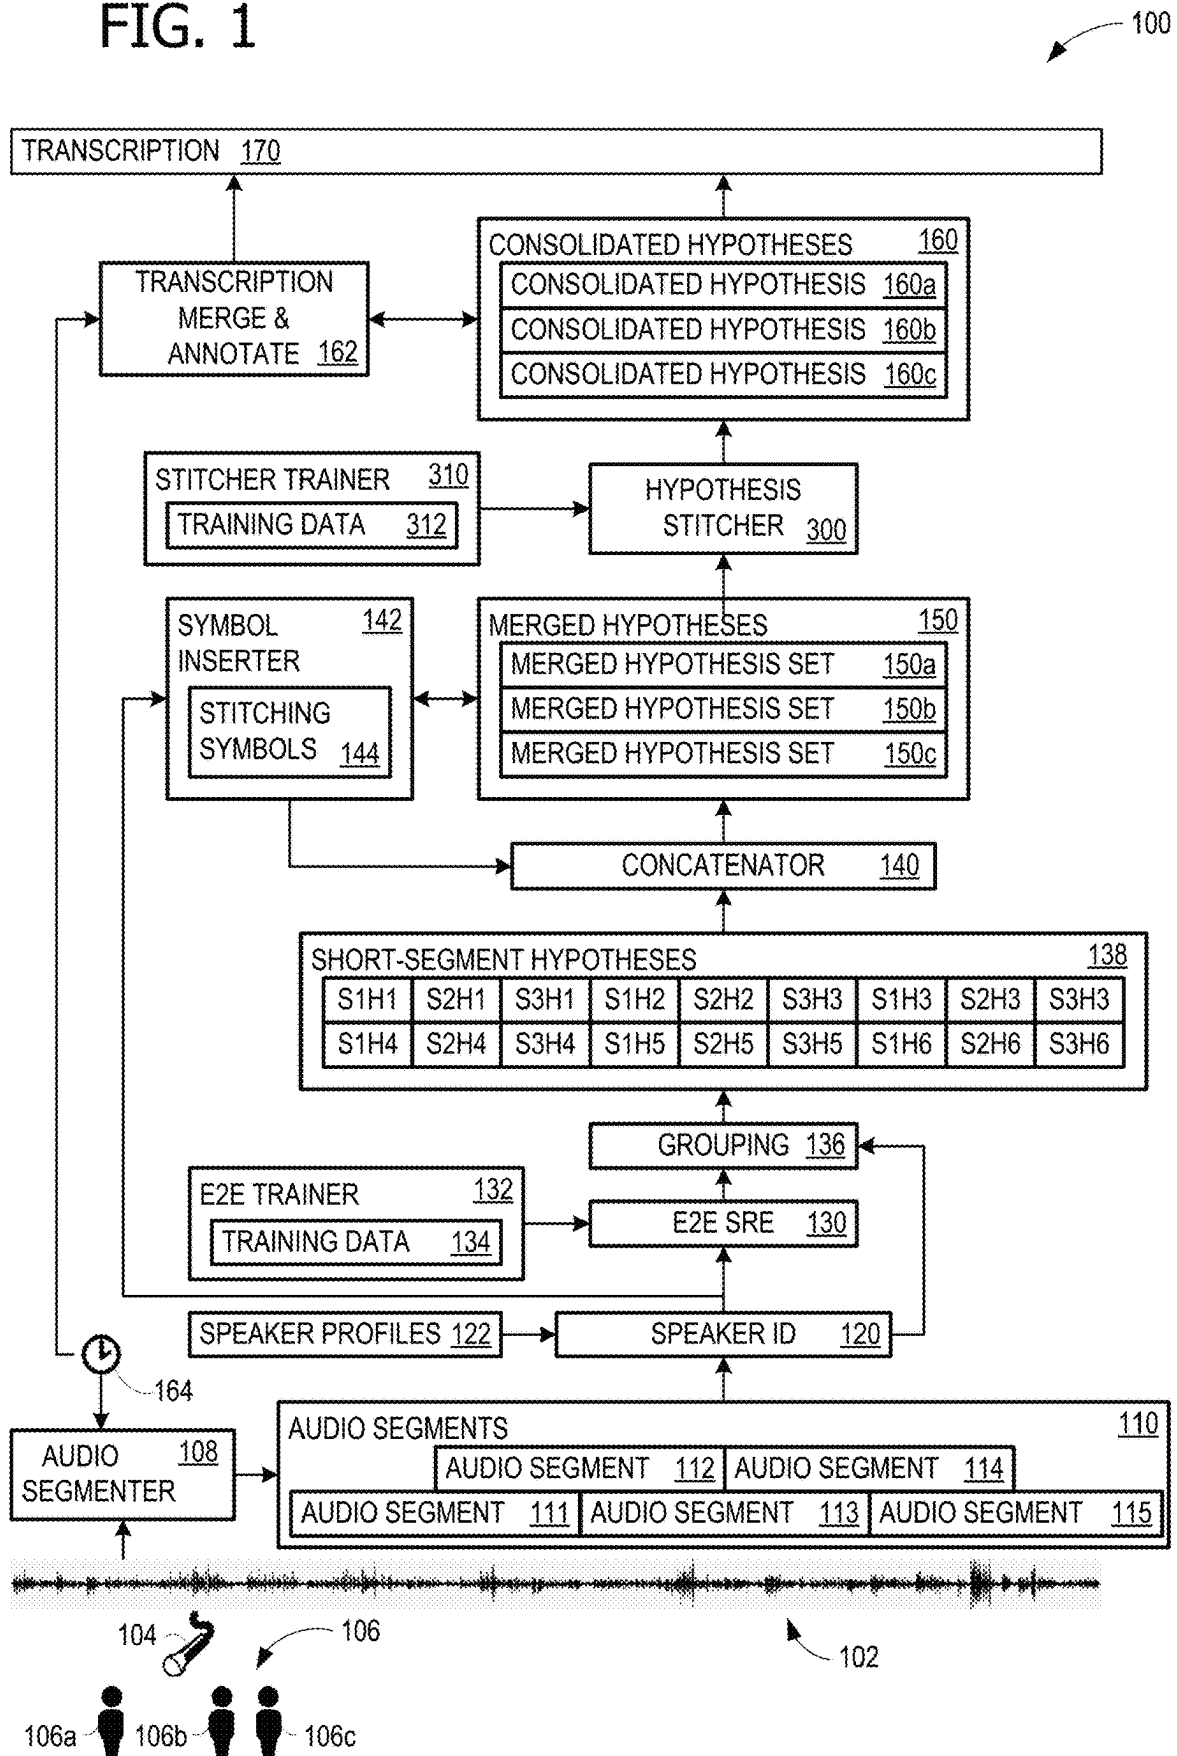 FIG. 1
100
TRANSCRIPTION 170
CONSOLIDATED HYPOTHESES 160
CONSOLIDATED HYPOTHESIS 160a
CONSOLIDATED HYPOTHESIS 160b
CONSOLIDATED HYPOTHESIS 160c
TRANSCRIPTION
MERGE &
ANNOTATE 162
STITCHER TRAINER 310
TRAINING DATA 312
HYPOTHESIS
STITCHER 300
SYMBOL 142
INSERTER
STITCHING
SYMBOLS 144
MERGED HYPOTHESES 150
MERGED HYPOTHESIS SET 150a
MERGED HYPOTHESIS SET 150b
MERGED HYPOTHESIS SET 150c
CONCATENATOR 140
SHORT-SEGMENT HYPOTHESES 138
S1H1 S2H1 S3H1 S1H2 S2H2 S3H3 S1H3 S2H3 S3H3
S1H4 S2H4 S3H4 S1H5 S2H5 S3H5 S1H6 S2H6 S3H6
GROUPING 136
E2E TRAINER 132
TRAINING DATA 134
E2E SRE 130
SPEAKER PROFILES 122
SPEAKER ID 120
164
AUDIO 108
SEGMENTER
AUDIO SEGMENTS 110
AUDIO SEGMENT 112 AUDIO SEGMENT 114
AUDIO SEGMENT 111 AUDIO SEGMENT 113 AUDIO SEGMENT 115
104
106
102
106a 106b 106c